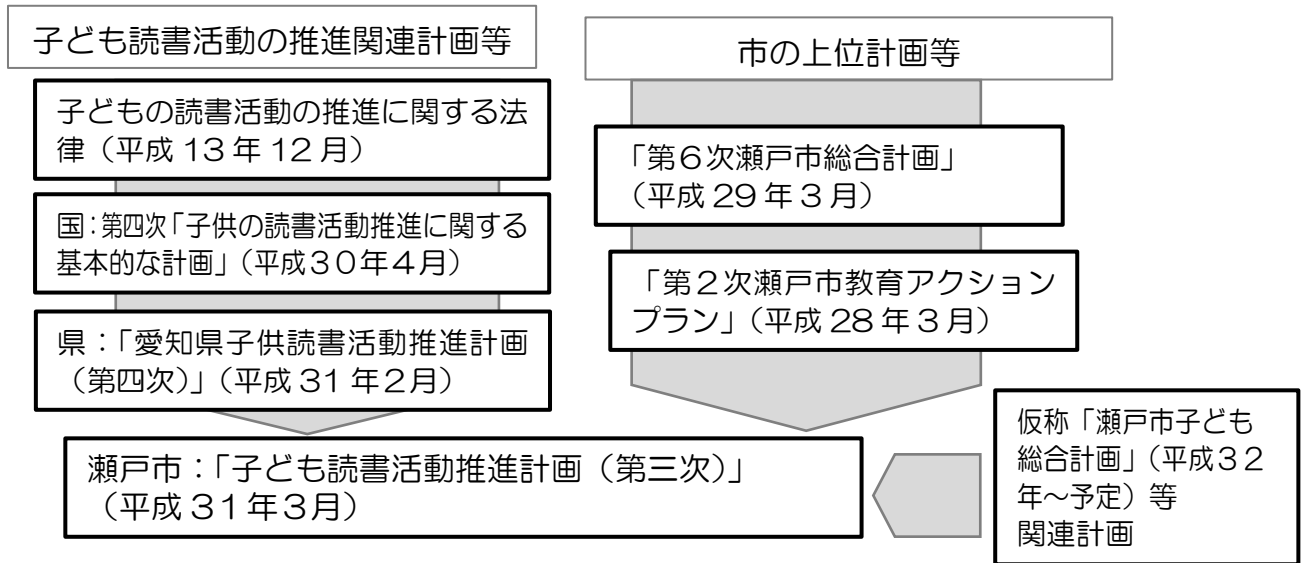 子ども読書活動の推進関連計画等
子どもの読書活動の推進に関する法
律（平成 13 年 12 月）
国：第四次「子供の読書活動推進に関する
基本的な計画」（平成３０年４月）
県：「愛知県子供読書活動推進計画
（第四次）」（平成 31 年２月）
市の上位計画等
「第６次瀬戸市総合計画」
（平成 29 年３月）
「第２次瀬戸市教育アクション
プラン」（平成 28 年３月）
瀬戸市：「子ども読書活動推進計画（第三次）」
（平成 31 年３月）
仮称「瀬戸市子ども
総合計画」（平成３２
年～予定）等
関連計画